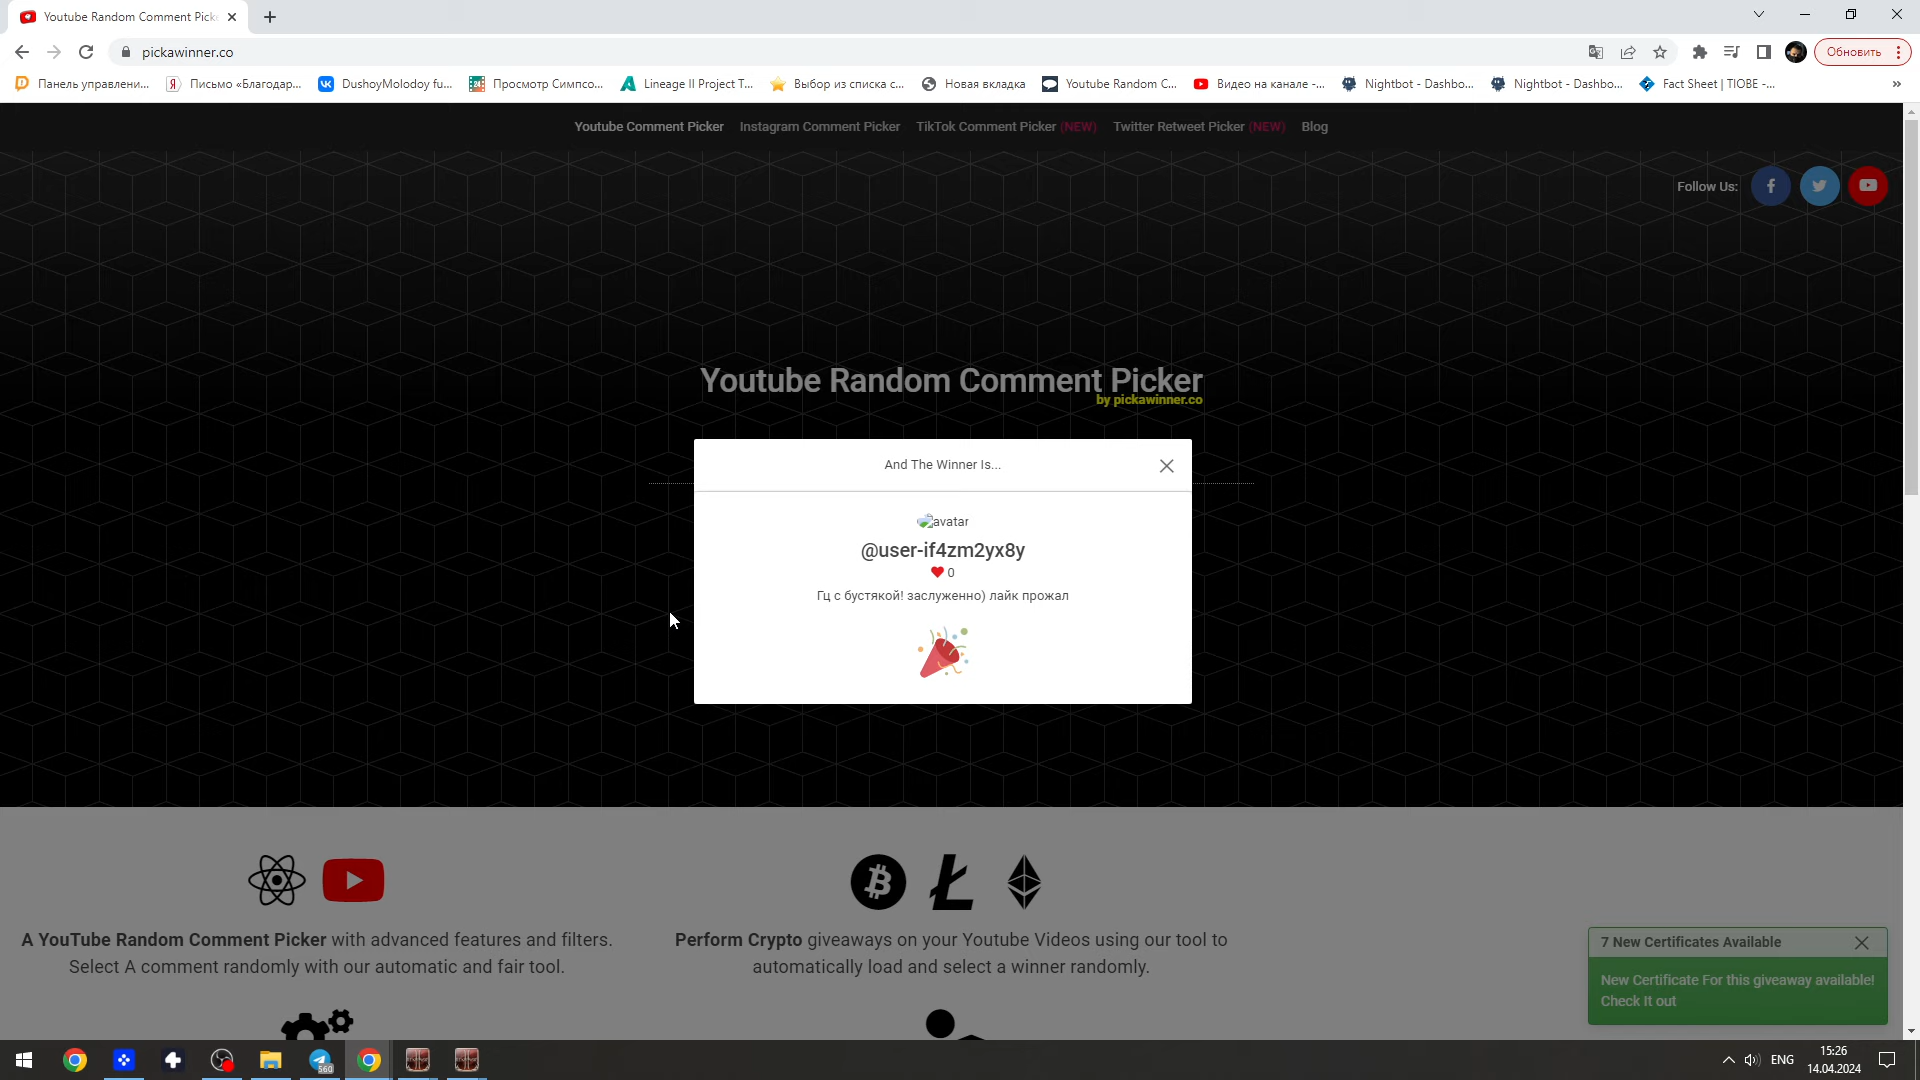 Youtube Random Comment Pick
pickawinner.co
Обновить
Панель управлени...
Письмо «Благодар...
DushoyMolodoy fu...
Просмотр Симпсо...
Lineage II Project T...
Выбор из списка с...
Новая вкладка
Youtube Random C...
Видео на канале -...
Nightbot - Dashbo...
Nightbot - Dashbo...
Fact Sheet | TIOBE -...
»
Youtube Comment Picker
Instagram Comment Picker
TikTok Comment Picker (NEW)
Twitter Retweet Picker (NEW)
Blog
Follow Us:
Youtube Random Comment Picker
by pickawinner.co
And The Winner Is...
avatar
@user-if4zm2yx8y
0
Гц с бустякой! заслуженно) лайк прожал
A YouTube Random Comment Picker with advanced features and filters.
Select A comment randomly with our automatic and fair tool.
Perform Crypto giveaways on your Youtube Videos using our tool to
automatically load and select a winner randomly.
7 New Certificates Available
New Certificate For this giveaway available!
Check It out
560
ENG
15:26
14.04.2024